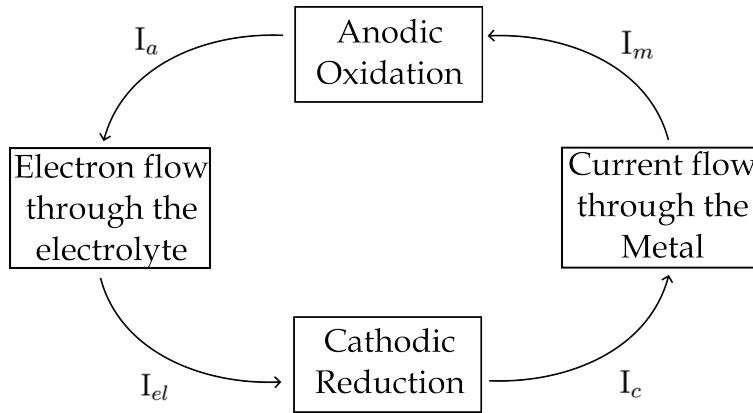 I_a
Anodic
Oxidation
I_m
Electron flow
through the
electrolyte
Current flow
through the
Metal
Cathodic
Reduction
I_el
I_c